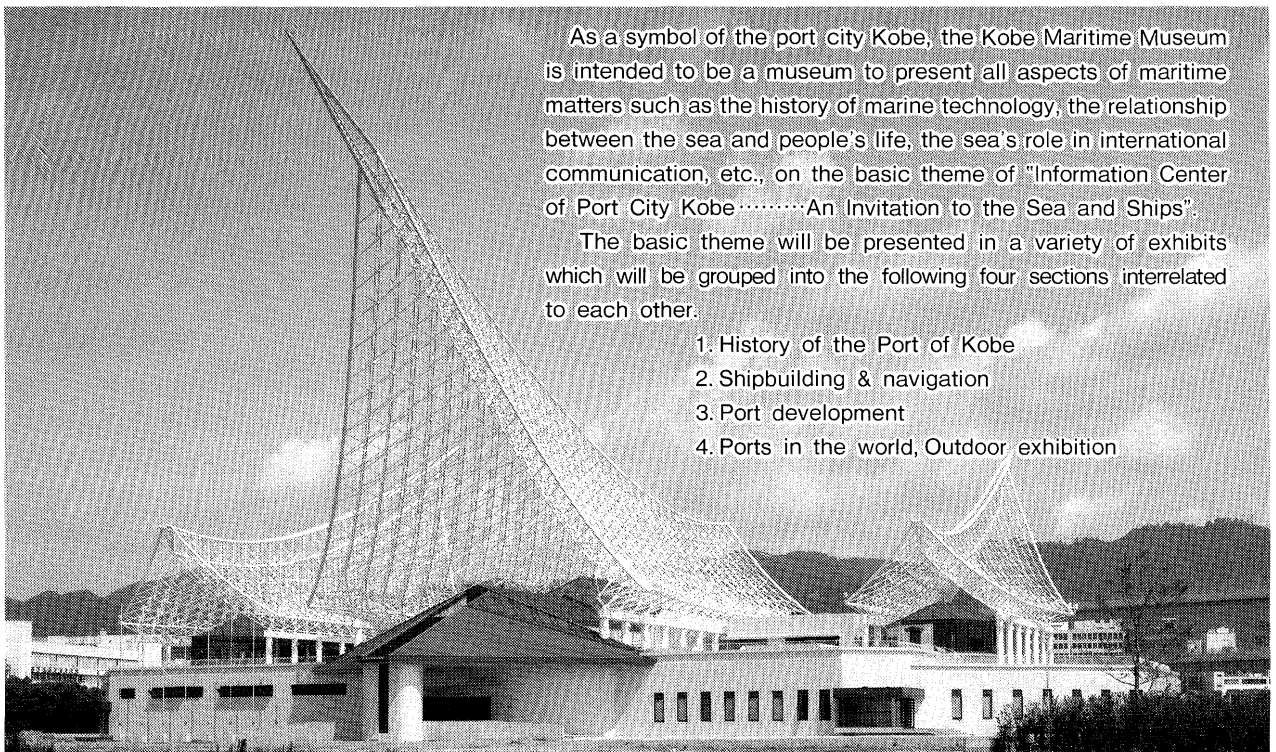 As a symbol of the port city Kobe, the Kobe Maritime Museum
is intended to be a museum to present all aspects of maritime
matters such as the history of marine technology, the relationship
between the sea and people's life, the sea's role in international
communication, etc., on the basic theme of "Information Center
of Port City Kobe·········An Invitation to the Sea and Ships".
The basic theme will be presented in a variety of exhibits
which will be grouped into the following four sections interrelated
to each other.
1. History of the Port of Kobe
2. Shipbuilding & navigation
3. Port development
4. Ports in the world, Outdoor exhibition